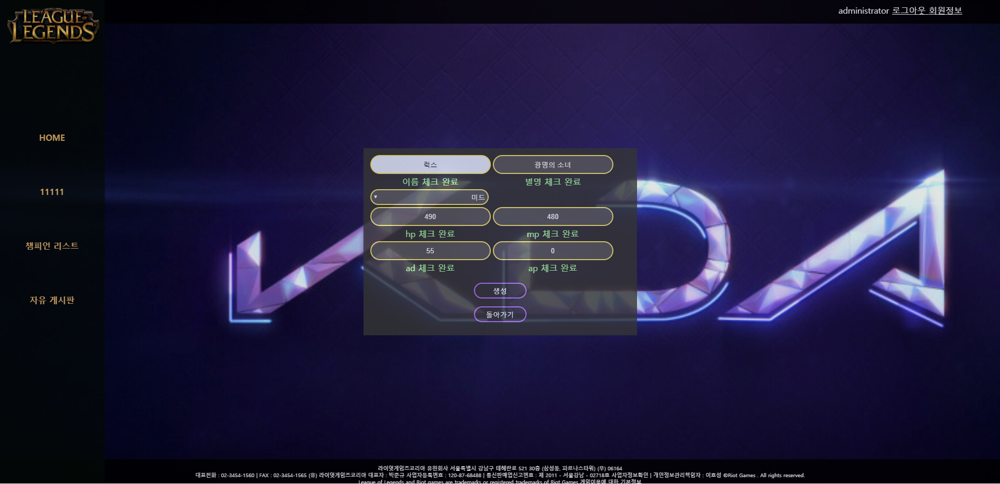 LEAGUE OF
LEGENDS
administrator 로그아웃 회원정보
HOME
11111
챔피언 리스트
자유 게시판
럭스 광명의 소녀
이름 체크 완료 별명 체크 완료
▾ 미드
490 480
hp 체크 완료 mp 체크 완료
55 0
ad 체크 완료 ap 체크 완료
생성
돌아가기
라이엇게임즈코리아 유한회사 서울특별시 강남구 테헤란로 521 30층 (삼성동, 파르나스타워) (우) 06164
대표전화 : 02-3454-1560 | FAX : 02-3454-1565 (유) 라이엇게임즈코리아 대표자 : 박준규 사업자등록번호 : 120-87-68488 | 통신판매업신고번호 : 제 2011 - 서울강남 - 02718호 사업자정보확인 | 개인정보관리책임자 : 이효성 ©Riot Games . All rights reserved.
League of Legends and Riot games are trademarks or registered trademarks of Riot Games 게임이용에 대한 기본정보